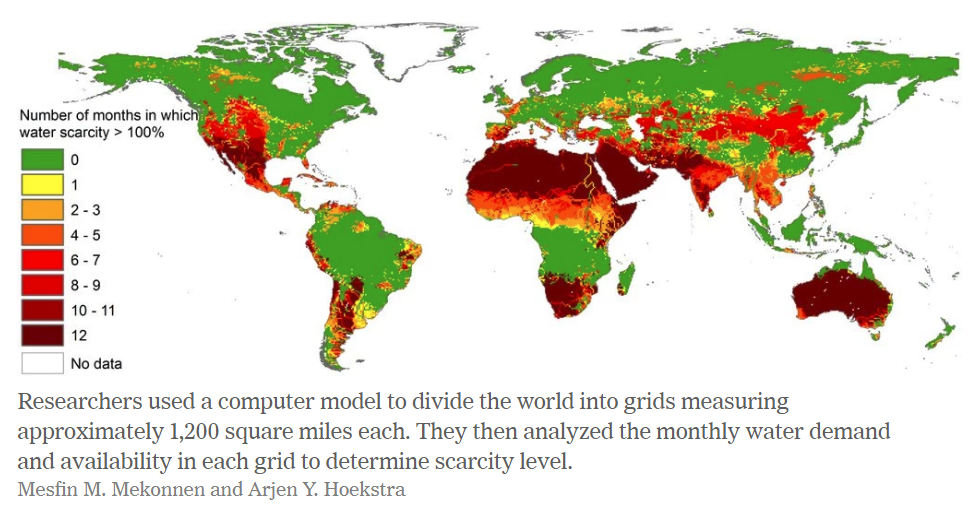 Number of months in which
water scarcity > 100%
0
1
2 - 3
4 - 5
6 - 7
8 - 9
10 - 11
12
No data
Researchers used a computer model to divide the world into grids measuring
approximately 1,200 square miles each. They then analyzed the monthly water demand
and availability in each grid to determine scarcity level.
Mesfin M. Mekonnen and Arjen Y. Hoekstra